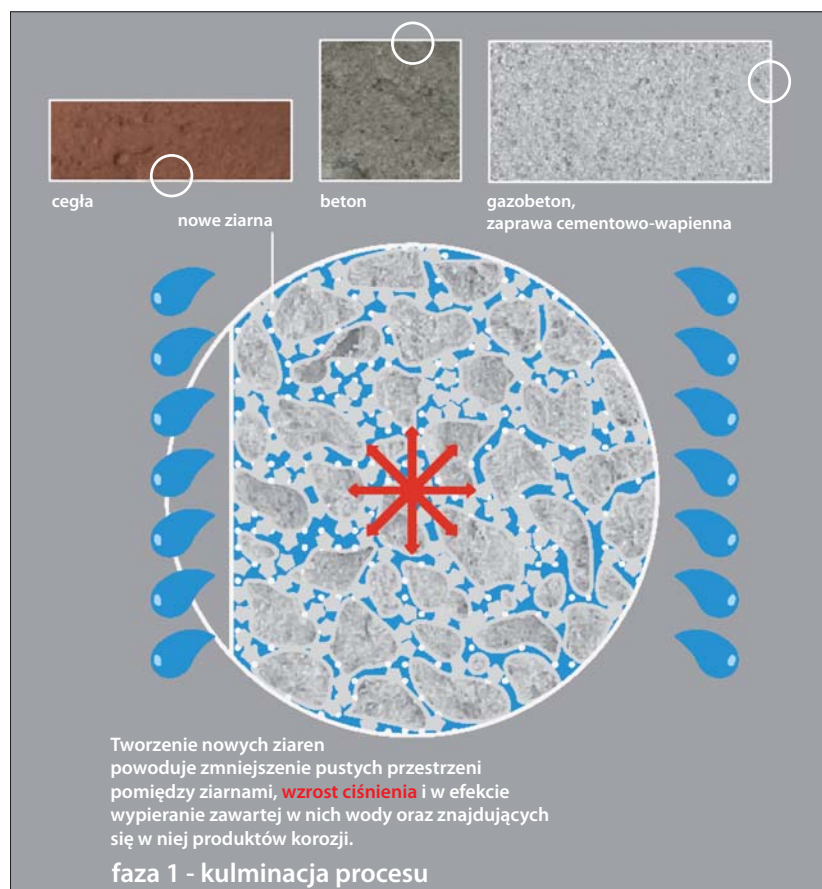 cegła
beton
gazobeton,
zaprawa cementowo-wapienna
nowe ziarna
Tworzenie nowych ziaren
powoduje zmniejszenie pustych przestrzeni
pomiędzy ziarnami, wzrost ciśnienia i w efekcie
wypieranie zawartej w nich wody oraz znajdujących
się w niej produktów korozji.
faza 1 - kulminacja procesu